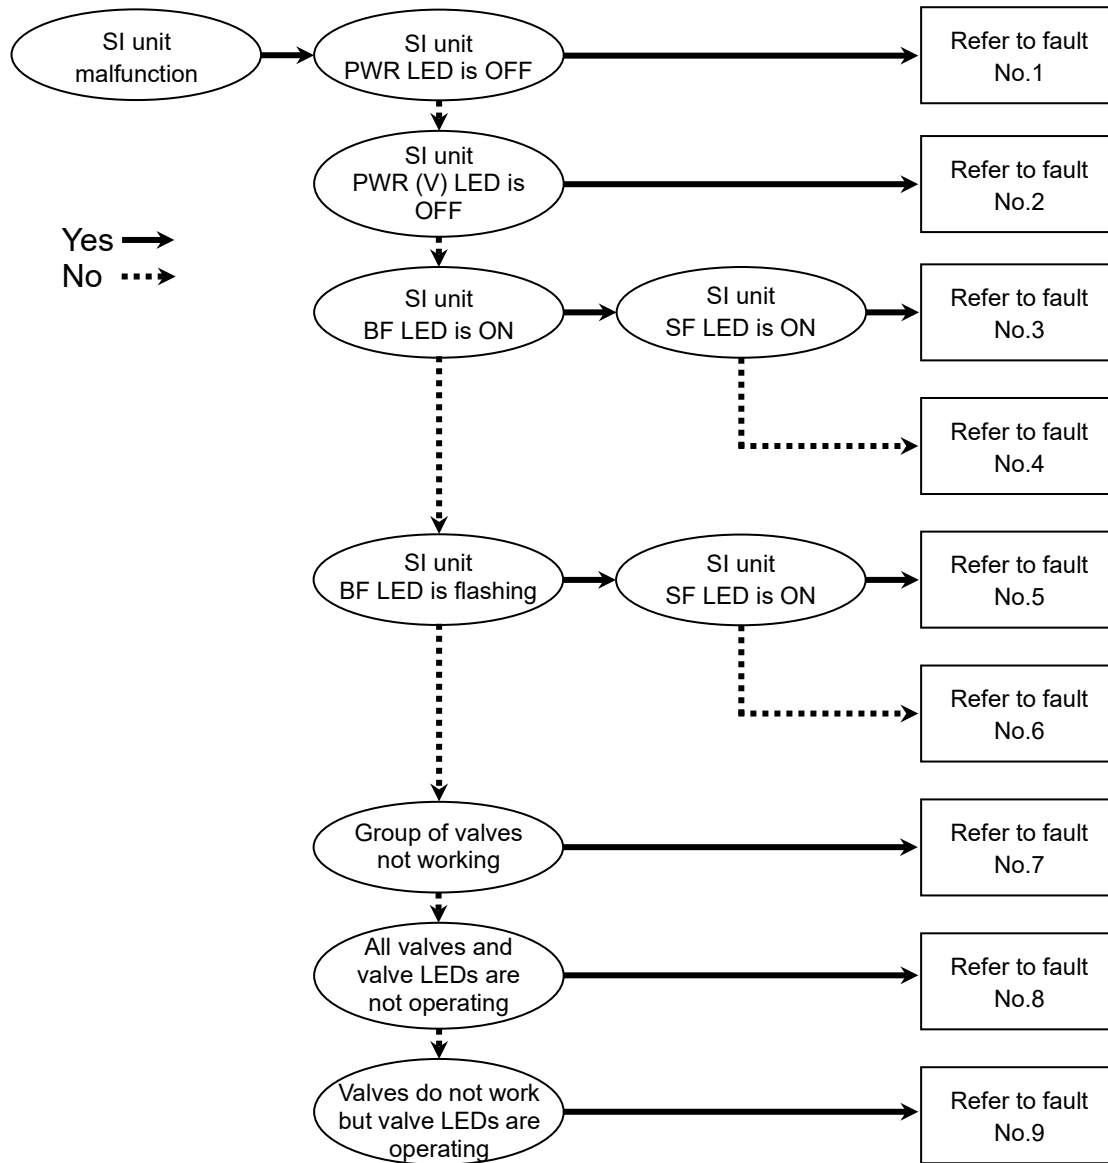 SI unit
malfunction
SI unit
PWR LED is OFF
Refer to fault
No.1
SI unit
PWR (V) LED is
OFF
Refer to fault
No.2
Yes
No
SI unit
BF LED is ON
SI unit
SF LED is ON
Refer to fault
No.3
Refer to fault
No.4
SI unit
BF LED is flashing
SI unit
SF LED is ON
Refer to fault
No.5
Refer to fault
No.6
Group of valves
not working
Refer to fault
No.7
All valves and
valve LEDs are
not operating
Refer to fault
No.8
Valves do not work
but valve LEDs are
operating
Refer to fault
No.9